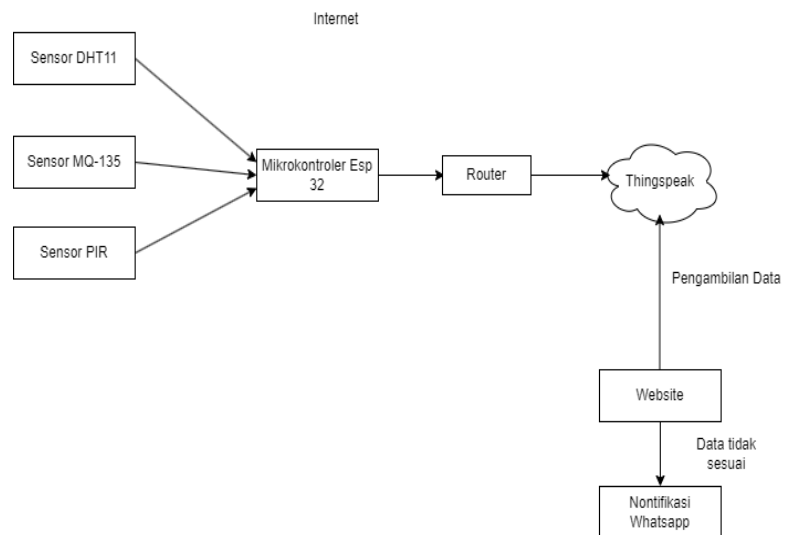 Internet
Sensor DHT11
Sensor MQ-135
Mikrokontroler Esp
32
Router
Thingspeak
Sensor PIR
Pengambilan Data
Website
Data tidak
sesuai
Nontifikasi
Whatsapp